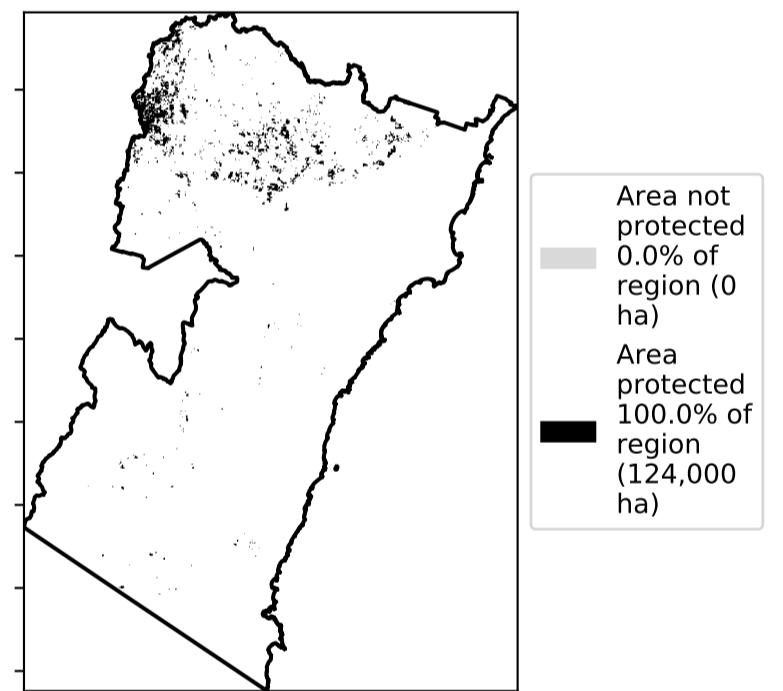 Area not
protected
0.0% of
region (0
ha)
Area
protected
100.0% of
region
(124,000
ha)